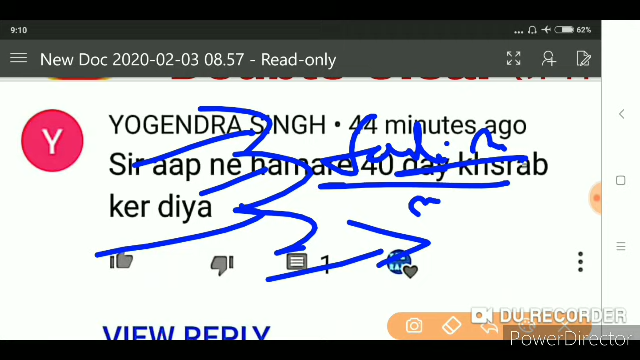 9:10
62%
New Doc 2020-02-03 08.57 - Read-only
Y
YOGENDRA SINGH • 44 minutes ago
Sir aap ne hamare 40 day khsrab
ker diya
1
VIEW REPLY
DU RECORDER
PowerDirector